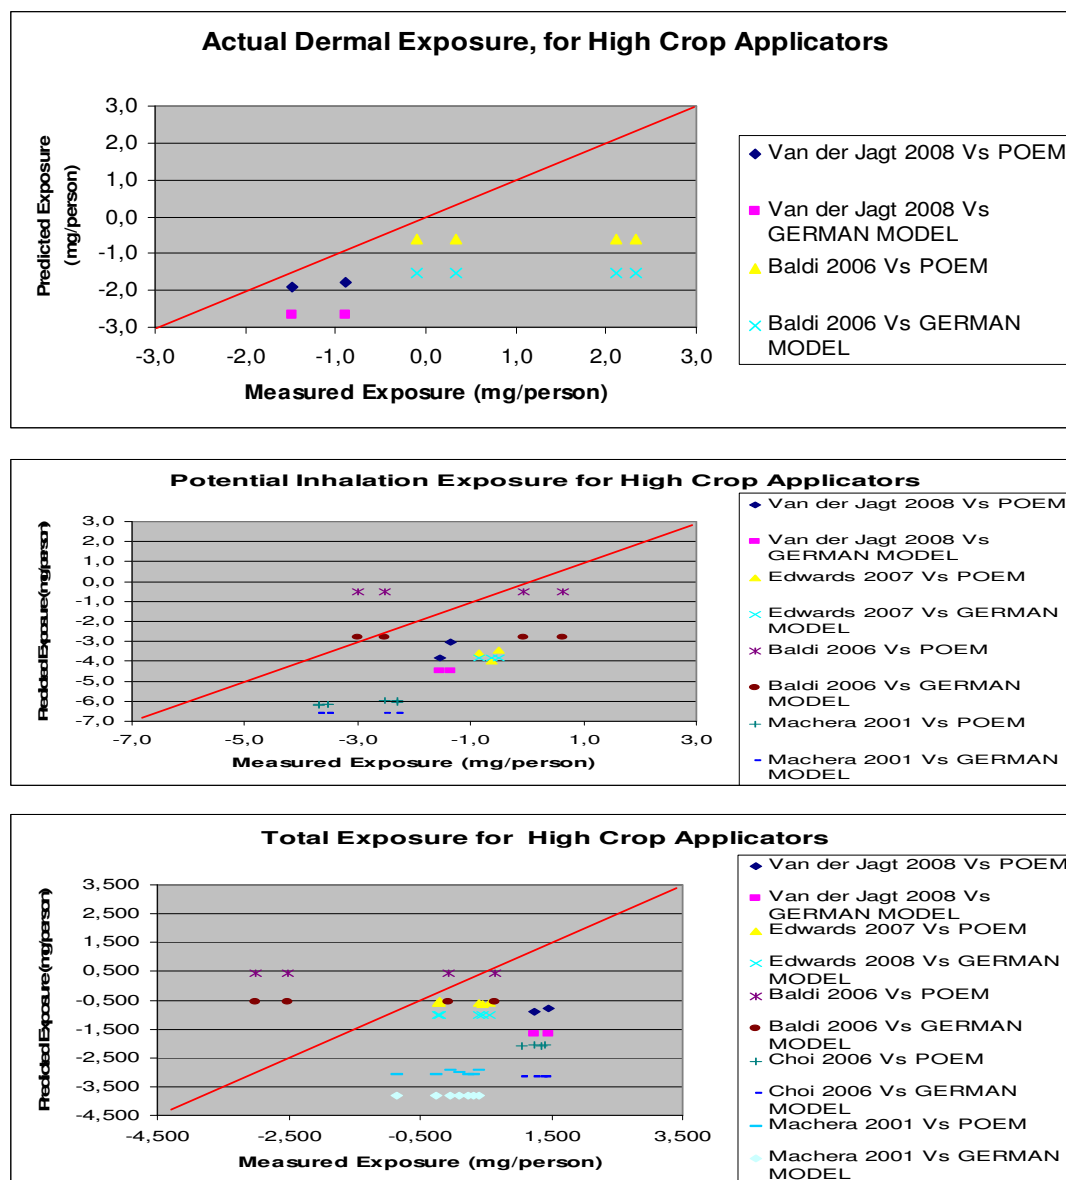 Actual Dermal Exposure, for High Crop Applicators
3,0
2,0
1,0
0,0
-1,0
-2,0
-3,0
Predicted Exposure
(mg/person)
-3,0 -2,0 -1,0 0,0 1,0 2,0 3,0
Measured Exposure (mg/person)
Van der Jagt 2008 Vs POEM
Van der Jagt 2008 Vs
GERMAN MODEL
Baldi 2006 Vs POEM
Baldi 2006 Vs GERMAN
MODEL
Potential Inhalation Exposure for High Crop Applicators
3,0
2,0
1,0
0,0
-1,0
-2,0
-3,0
-4,0
-5,0
-6,0
-7,0
Predicted Exposure (mg/person)
-7,0 -5,0 -3,0 -1,0 1,0 3,0
Measured Exposure (mg/person)
Van der Jagt 2008 Vs POEM
Van der Jagt 2008 Vs
GERMAN MODEL
Edwards 2007 Vs POEM
Edwards 2007 Vs GERMAN
MODEL
Baldi 2006 Vs POEM
Baldi 2006 Vs GERMAN
MODEL
Machera 2001 Vs POEM
Machera 2001 Vs GERMAN
MODEL
Total Exposure for High Crop Applicators
3,500
2,500
1,500
0,500
-0,500
-1,500
-2,500
-3,500
-4,500
Predicted Exposure (mg/person)
-4,500 -2,500 -0,500 1,500 3,500
Measured Exposure (mg/person)
Van der Jagt 2008 Vs POEM
Van der Jagt 2008 Vs
GERMAN MODEL
Edwards 2007 Vs POEM
Edwards 2008 Vs GERMAN
MODEL
Baldi 2006 Vs POEM
Baldi 2006 Vs GERMAN
MODEL
Choi 2006 Vs POEM
Choi 2006 Vs GERMAN
MODEL
Machera 2001 Vs POEM
Machera 2001 Vs GERMAN
MODEL